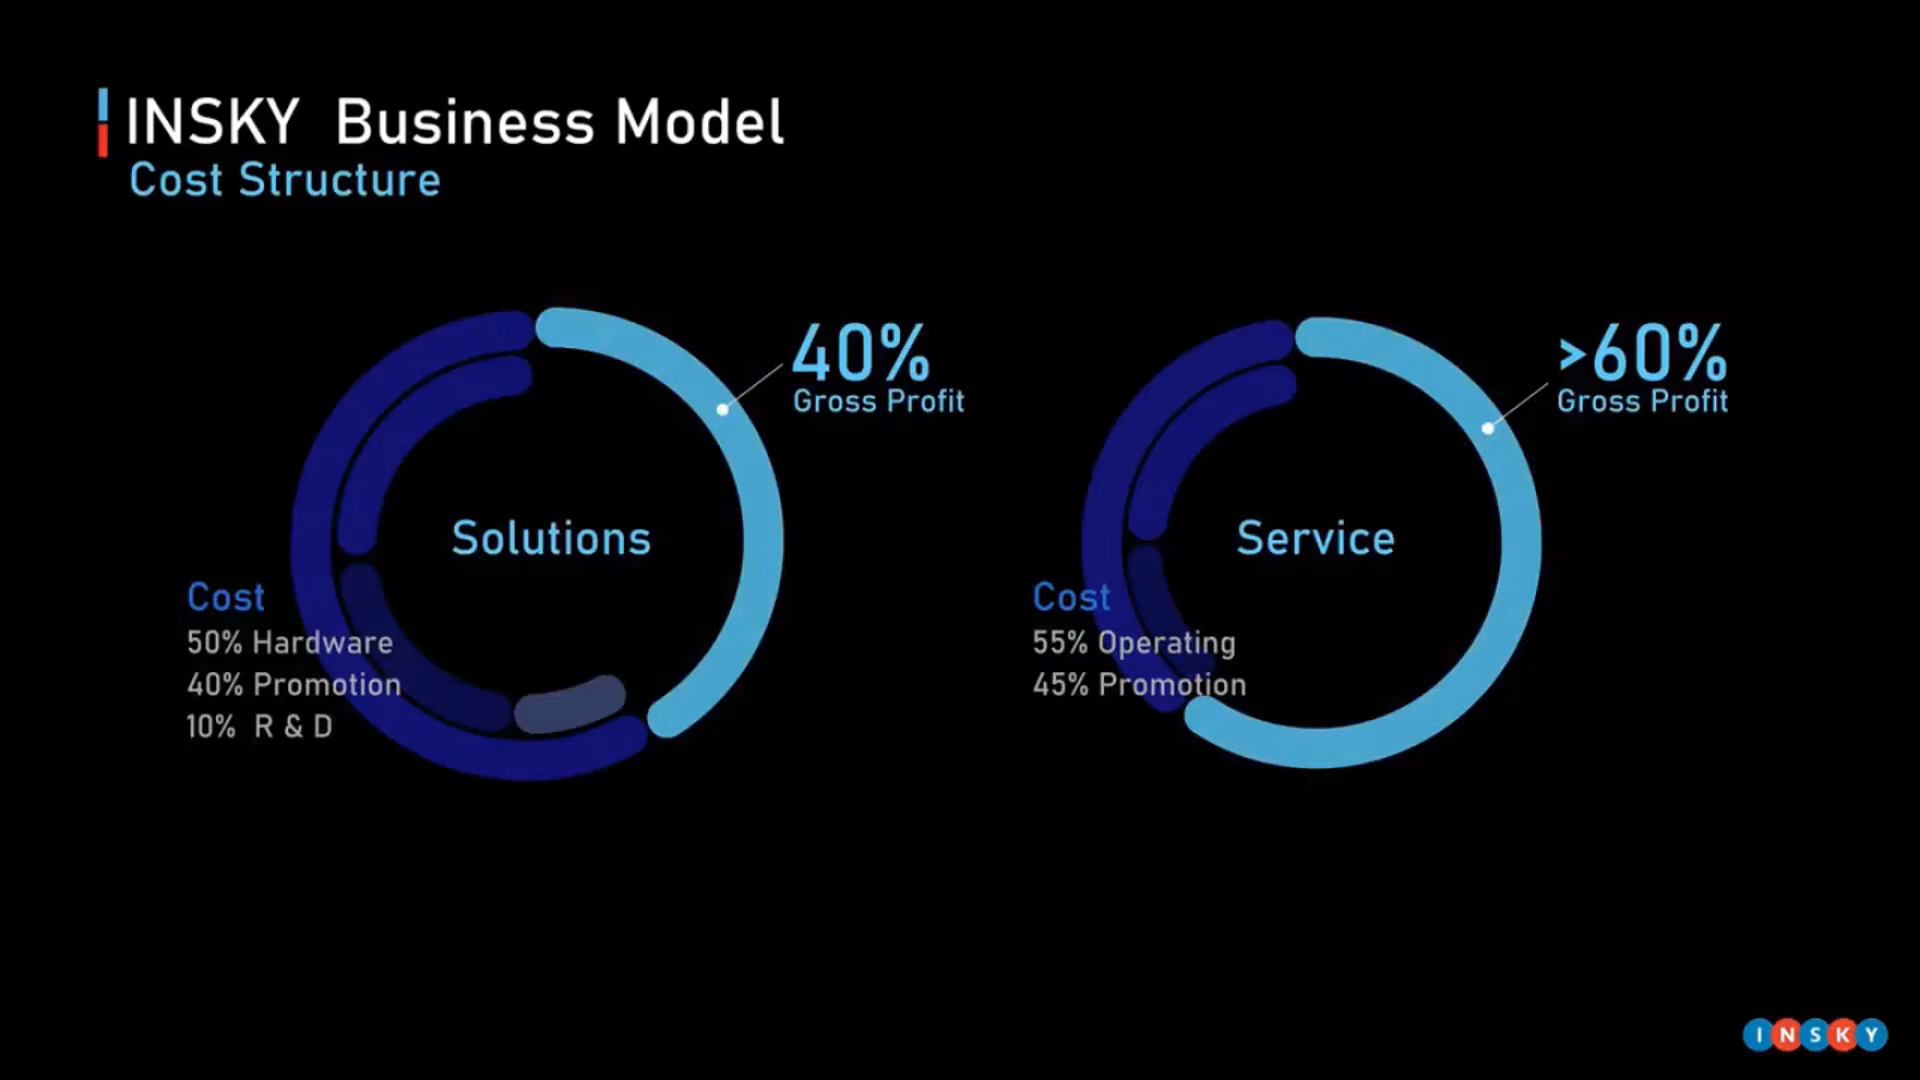 INSKY Business Model
Cost Structure
40%
Gross Profit
Solutions
Cost
50% Hardware
40% Promotion
10% R & D
>60%
Gross Profit
Service
Cost
55% Operating
45% Promotion
INSKY